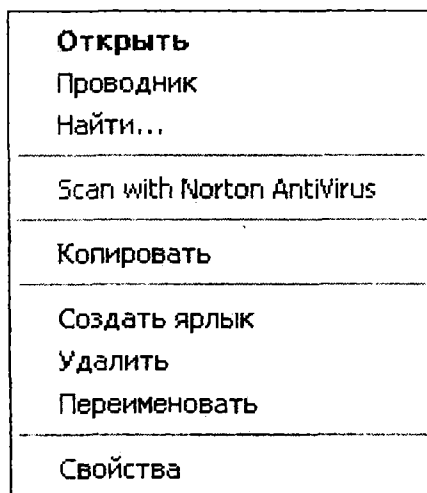 Открыть
Проводник
Найти...
Scan with Norton AntiVirus
Копировать
Создать ярлык
Удалить
Переименовать
Свойства